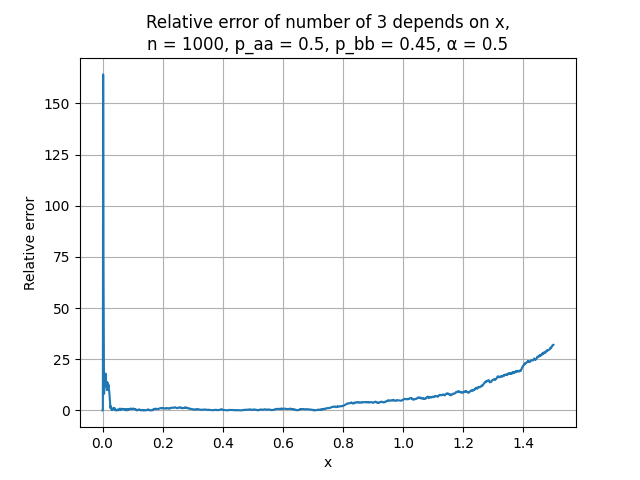 Relative error of number of 3 depends on x,
n = 1000, p_aa = 0.5, p_bb = 0.45, α = 0.5
150
125
100
75
50
25
0
Relative error
0.0 0.2 0.4 0.6 0.8 1.0 1.2 1.4
x